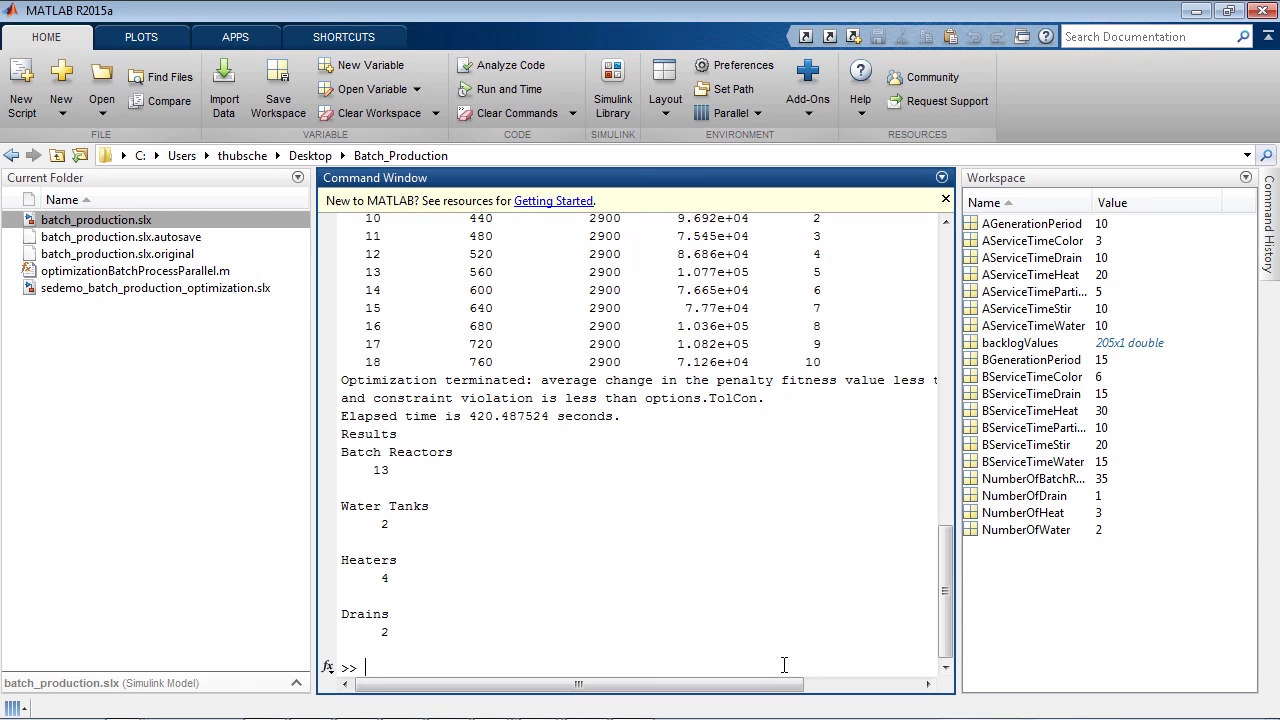 MATLAB R2015a
HOME PLOTS APPS SHORTCUTS Search Documentation
New Script New Open Find Files Compare
Import Data Save Workspace New Variable Open Variable Clear Workspace
Analyze Code Run and Time Clear Commands
Simulink Library Layout Preferences Set Path Parallel Add-Ons
Help Community Request Support
FILE VARIABLE CODE SIMULINK ENVIRONMENT RESOURCES
C: Users thubsche Desktop Batch_Production
Current Folder
Name
batch_production.slx
batch_production.slx.autosave
batch_production.slx.original
optimizationBatchProcessParallel.m
sedemo_batch_production_optimization.slx
batch_production.slx (Simulink Model)
Command Window
New to MATLAB? See resources for Getting Started.
10 440 2900 9.692e+04 2
11 480 2900 7.545e+04 3
12 520 2900 8.686e+04 4
13 560 2900 1.077e+05 5
14 600 2900 7.665e+04 6
15 640 2900 7.77e+04 7
16 680 2900 1.036e+05 8
17 720 2900 1.082e+05 9
18 760 2900 7.126e+04 10
Optimization terminated: average change in the penalty fitness value less t
and constraint violation is less than options.TolCon.
Elapsed time is 420.487524 seconds.
Results
Batch Reactors
13
Water Tanks
2
Heaters
4
Drains
2
fx >>
Workspace
Name Value
AGenerationPeriod 10
AServiceTimeColor 3
AServiceTimeDrain 10
AServiceTimeHeat 20
AServiceTimeParti... 5
AServiceTimeStir 10
AServiceTimeWater 10
backlogValues 205x1 double
BGenerationPeriod 15
BServiceTimeColor 6
BServiceTimeDrain 15
BServiceTimeHeat 30
BServiceTimeParti... 10
BServiceTimeStir 20
BServiceTimeWater 15
NumberOfBatchR... 35
NumberOfDrain 1
NumberOfHeat 3
NumberOfWater 2
Command History